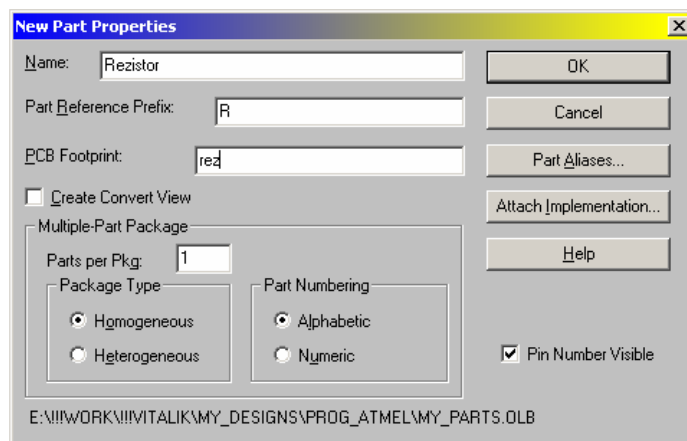 New Part Properties
Name: Rezistor
OK
Part Reference Prefix: R
Cancel
PCB Footprint: rez
Part Aliases...
Create Convert View
Attach Implementation...
Multiple-Part Package
Parts per Pkg: 1
Help
Package Type
Part Numbering
Homogeneous
Alphabetic
Heterogeneous
Numeric
Pin Number Visible
E:\!!!WORK\!!!VITALIK\MY_DESIGNS\PROG_ATMEL\MY_PARTS.OLB